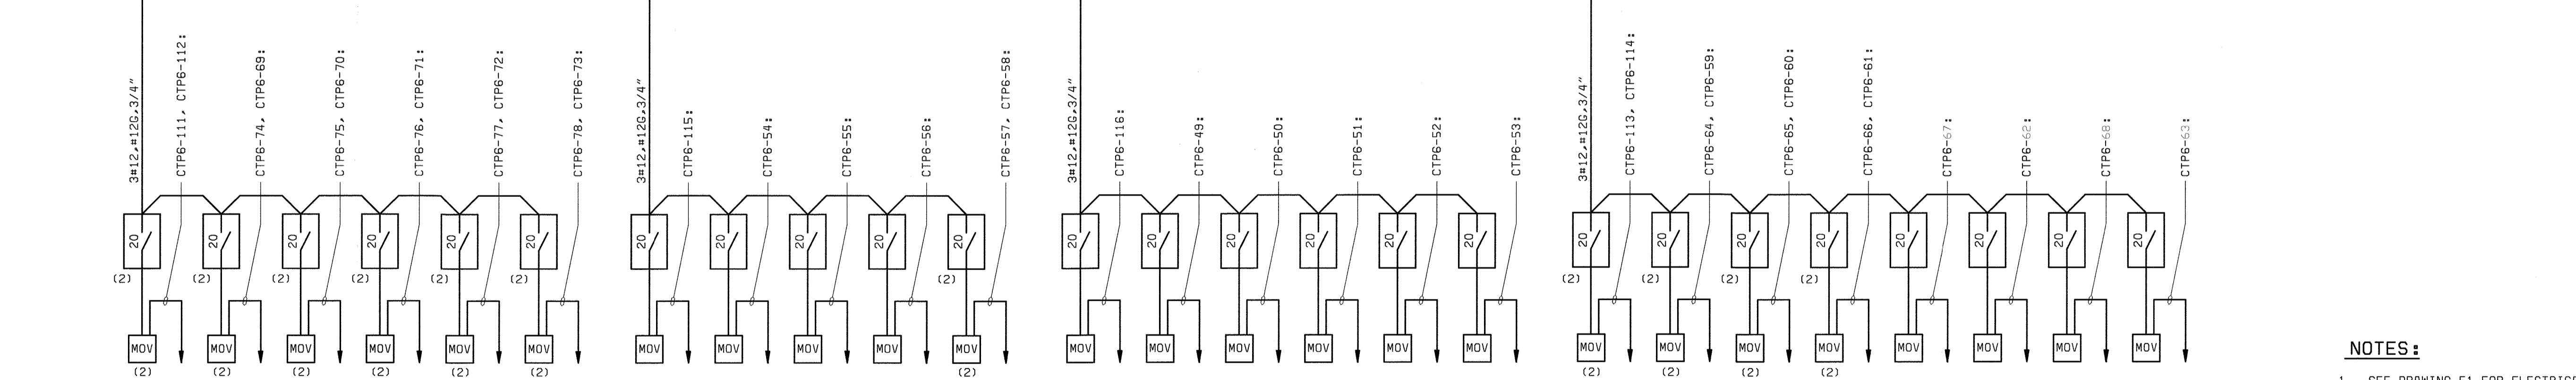 3#12,#12G,3/4"
CTP6-111, CTP6-112:
CTP6-74, CTP6-69:
CTP6-75, CTP6-70:
CTP6-76, CTP6-71:
CTP6-77, CTP6-72:
CTP6-78, CTP6-73:
3#12,#12G,3/4"
CTP6-115:
CTP6-54:
CTP6-55:
CTP6-56:
CTP6-57, CTP6-58:
3#12,#12G,3/4"
CTP6-116:
CTP6-49:
CTP6-50:
CTP6-51:
CTP6-52:
CTP6-53:
3#12,#12G,3/4"
CTP6-113, CTP6-114:
CTP6-64, CTP6-59:
CTP6-65, CTP6-60:
CTP6-66, CTP6-61:
CTP6-67:
CTP6-62:
CTP6-68:
CTP6-63:
20 20 20 20 20 20 20 20 20 20 20 20 20 20 20 20 20 20 20 20 20 20 20 20 20
(2) (2) (2) (2) (2) (2) (2) (2) (2) (2) (2)
MOV MOV MOV MOV MOV MOV MOV MOV MOV MOV MOV MOV MOV MOV MOV MOV MOV MOV MOV MOV MOV MOV MOV MOV MOV
(2) (2) (2) (2) (2) (2) (2) (2) (2) (2) (2)
NOTES:
1. SEE DRAWING E1 FOR